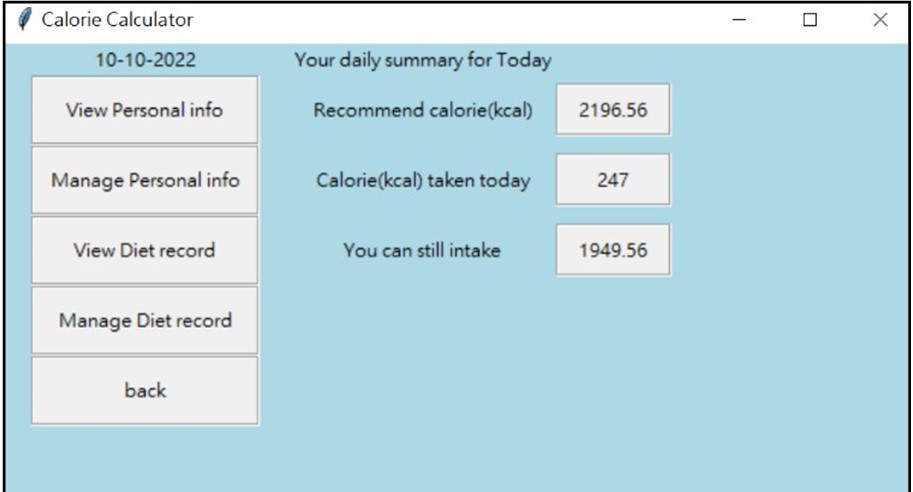 Calorie Calculator
10-10-2022
Your daily summary for Today
View Personal info
Recommend calorie(kcal)
2196.56
Manage Personal info
Calorie(kcal) taken today
247
View Diet record
You can still intake
1949.56
Manage Diet record
back